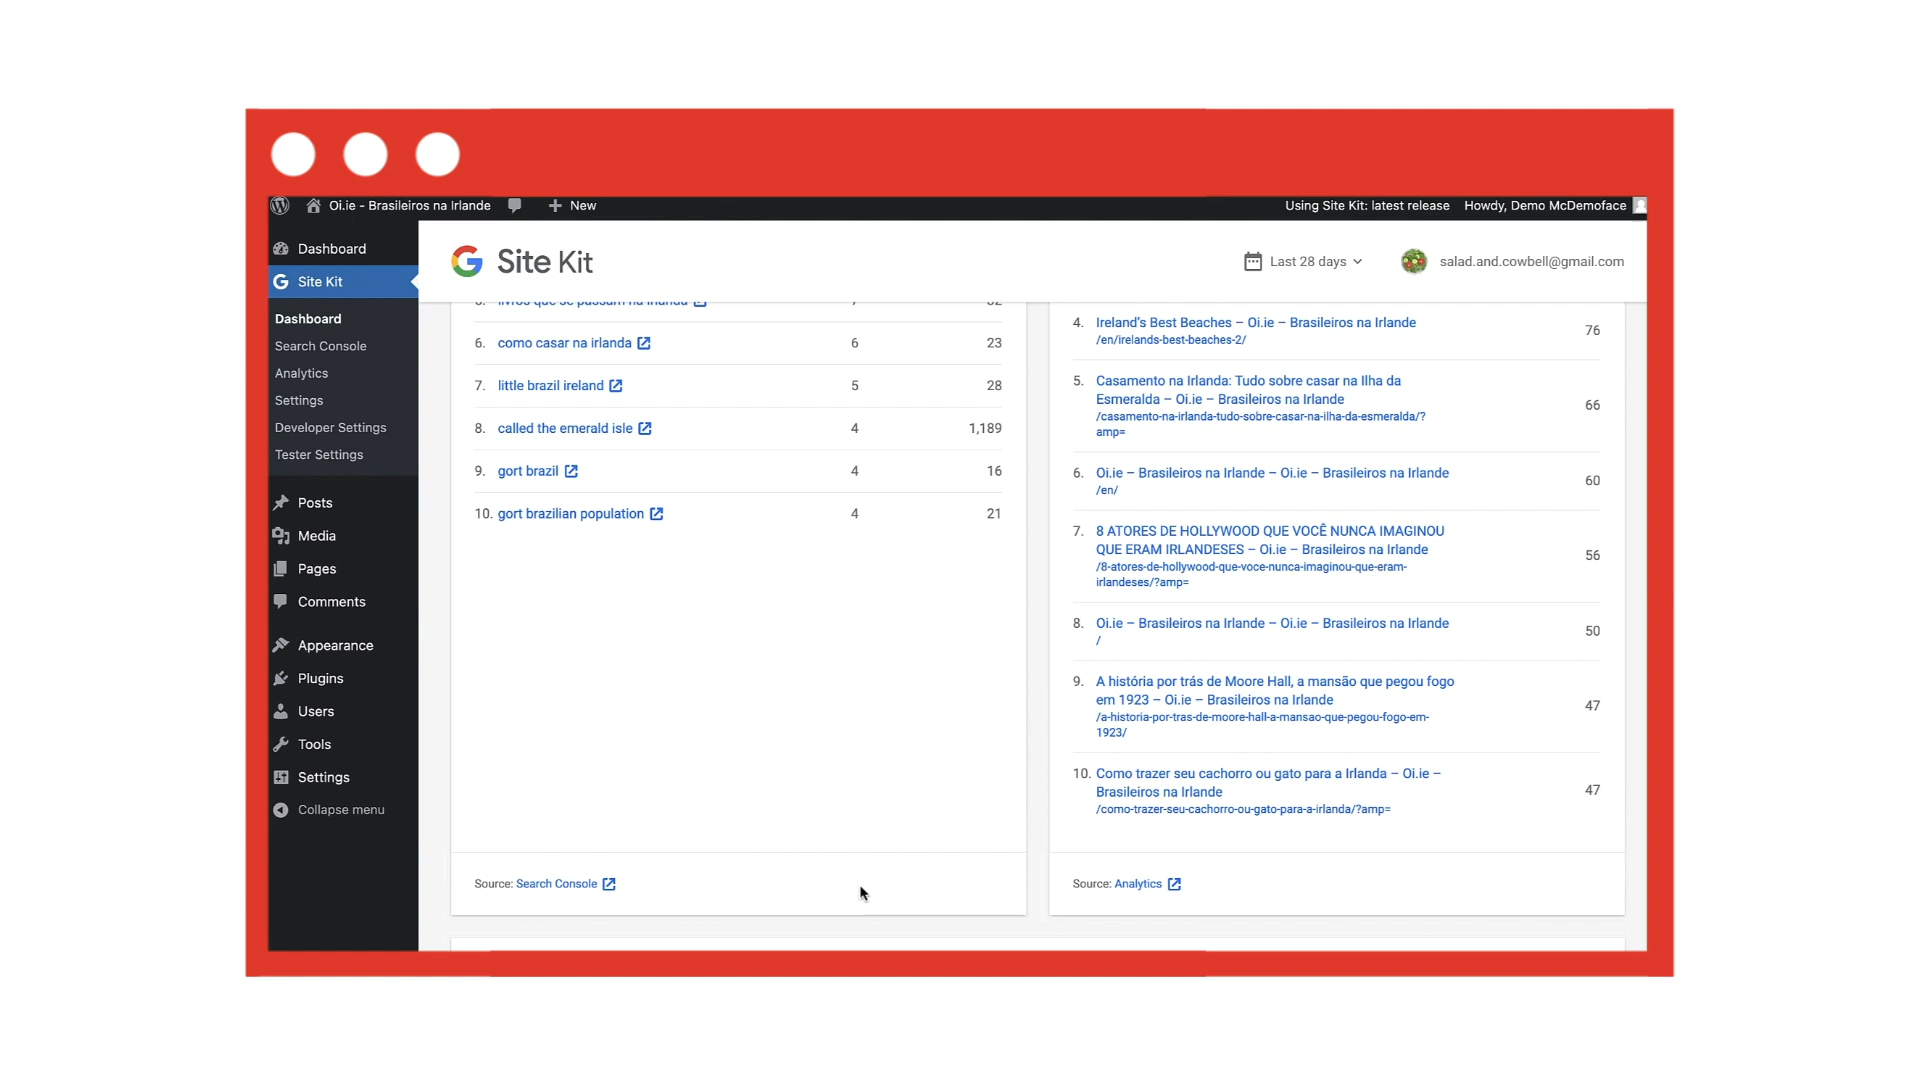 Oi.ie - Brasileiros na Irlande
New
Using Site Kit: latest release
Howdy, Demo McDemoface
Dashboard
Site Kit
Dashboard
Search Console
Analytics
Settings
Developer Settings
Tester Settings
Posts
Media
Pages
Comments
Appearance
Plugins
Users
Tools
Settings
Collapse menu
Site Kit
Last 28 days
salad.and.cowbell@gmail.com
6. como casar na irlanda 6 23
7. little brazil ireland 5 28
8. called the emerald isle 4 1,189
9. gort brazil 4 16
10. gort brazilian population 4 21
Source: Search Console
4. Ireland's Best Beaches – Oi.ie – Brasileiros na Irlande 76
/en/irelands-best-beaches-2/
5. Casamento na Irlanda: Tudo sobre casar na Ilha da
Esmeralda – Oi.ie – Brasileiros na Irlande 66
/casamento-na-irlanda-tudo-sobre-casar-na-ilha-da-esmeralda/?
amp=
6. Oi.ie – Brasileiros na Irlande – Oi.ie – Brasileiros na Irlande 60
/en/
7. 8 ATORES DE HOLLYWOOD QUE VOCÊ NUNCA IMAGINOU
QUE ERAM IRLANDESES – Oi.ie – Brasileiros na Irlande 56
/8-atores-de-hollywood-que-voce-nunca-imaginou-que-eram-
irlandeses/?amp=
8. Oi.ie – Brasileiros na Irlande – Oi.ie – Brasileiros na Irlande 50
/
9. A história por trás de Moore Hall, a mansão que pegou fogo
em 1923 – Oi.ie – Brasileiros na Irlande 47
/a-historia-por-tras-de-moore-hall-a-mansao-que-pegou-fogo-em-
1923/
10. Como trazer seu cachorro ou gato para a Irlanda – Oi.ie –
Brasileiros na Irlande 47
/como-trazer-seu-cachorro-ou-gato-para-a-irlanda/?amp=
Source: Analytics